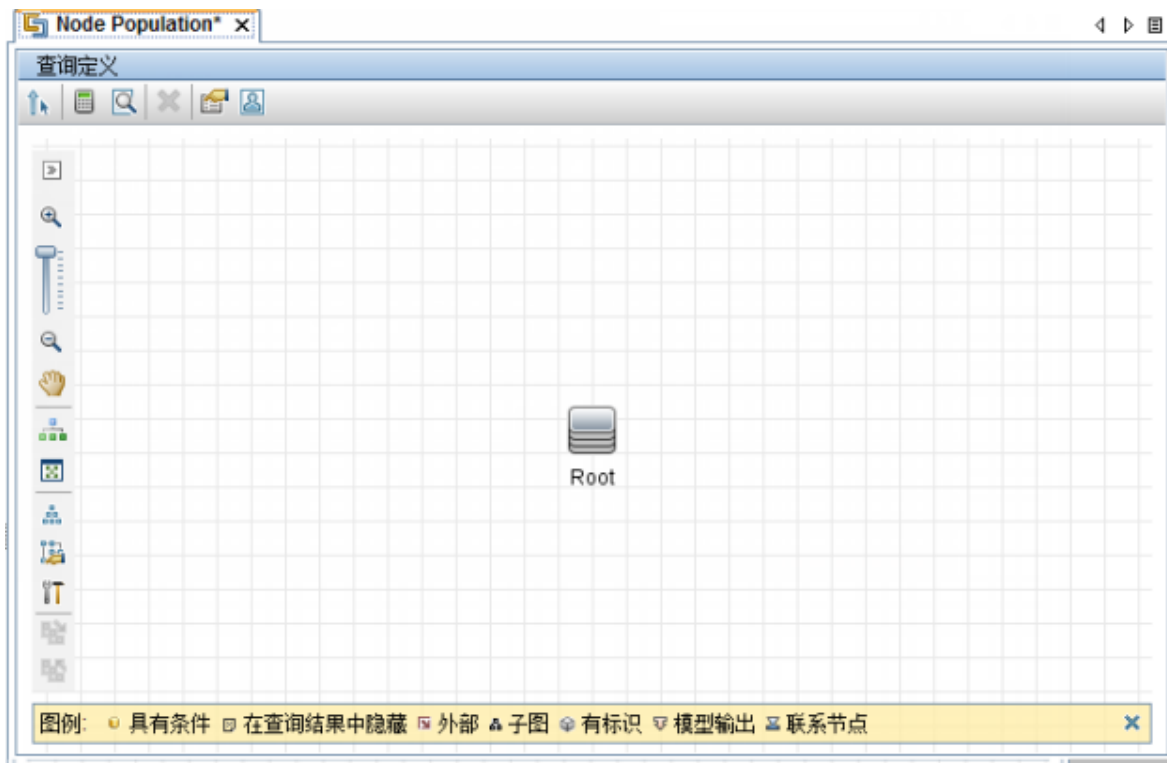 Node Population*
查询定义
Root
图例: 具有条件 在查询结果中隐藏 外部 子图 有标识 模型输出 联系节点